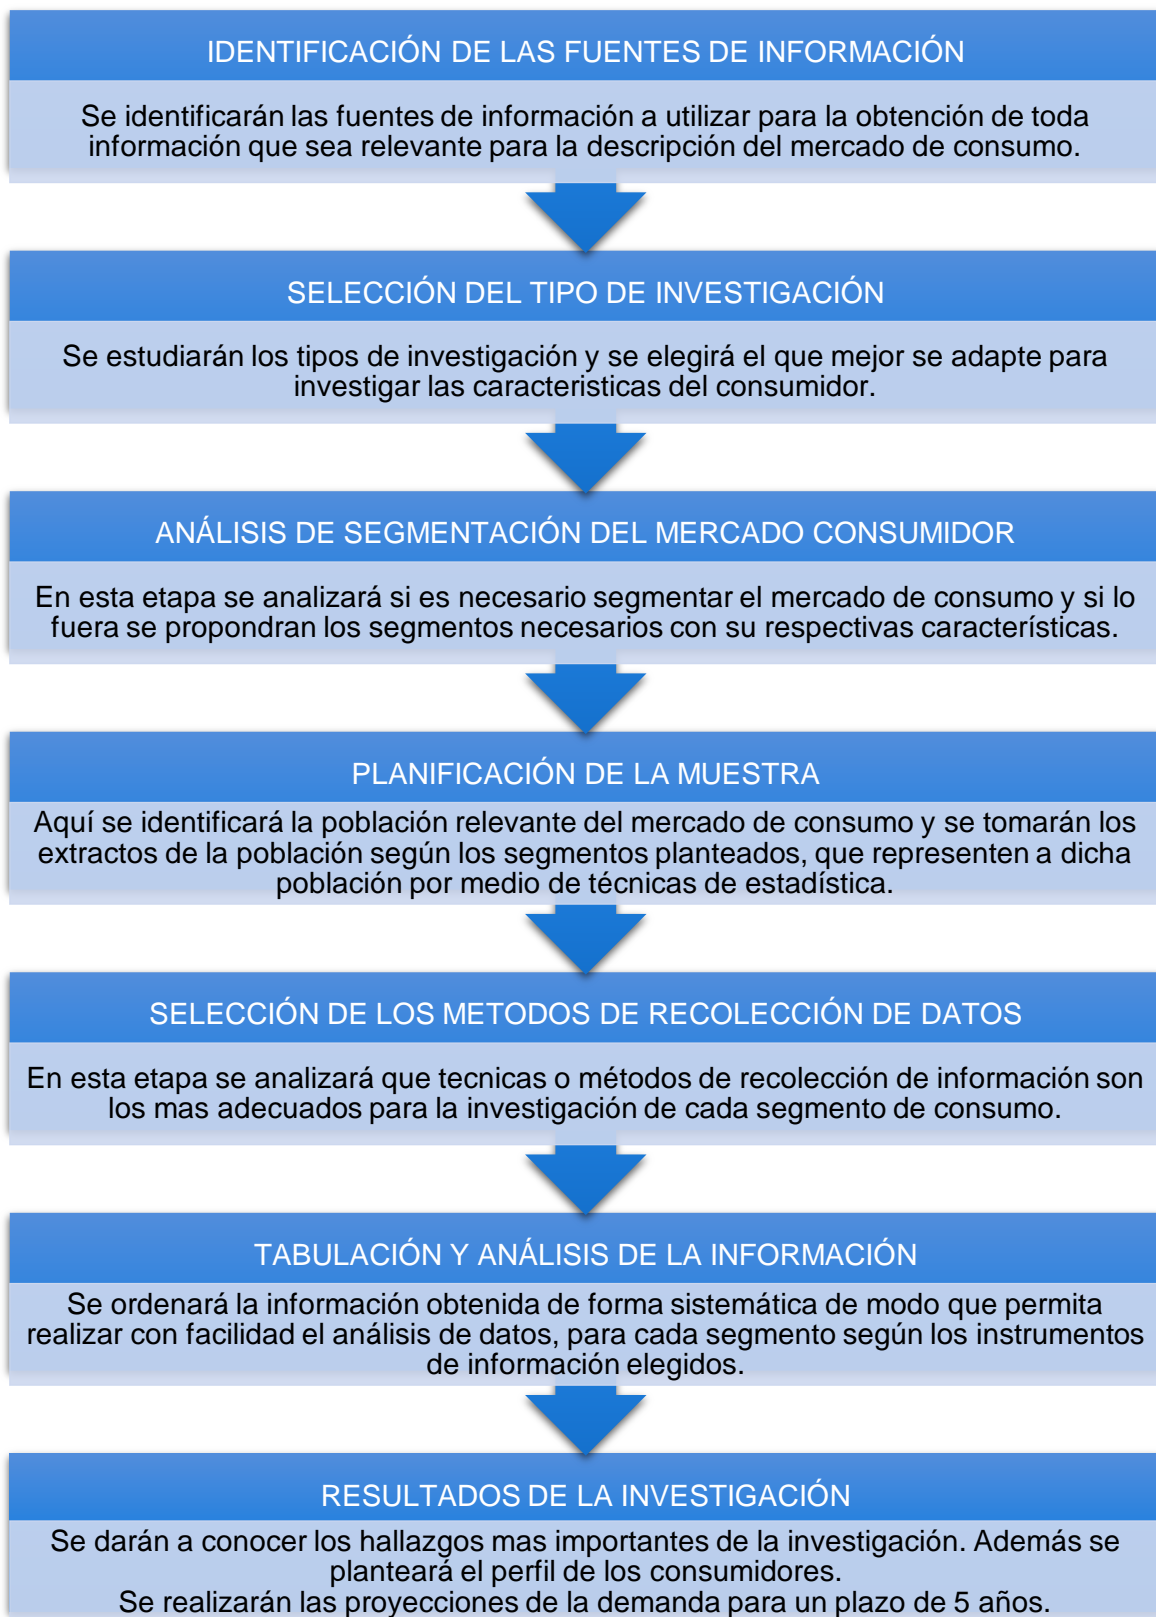 IDENTIFICACIÓN DE LAS FUENTES DE INFORMACIÓN
Se identificarán las fuentes de información a utilizar para la obtención de toda
información que sea relevante para la descripción del mercado de consumo.
SELECCIÓN DEL TIPO DE INVESTIGACIÓN
Se estudiarán los tipos de investigación y se elegirá el que mejor se adapte para
investigar las caracteristicas del consumidor.
ANÁLISIS DE SEGMENTACIÓN DEL MERCADO CONSUMIDOR
En esta etapa se analizará si es necesario segmentar el mercado de consumo y si lo
fuera se propondran los segmentos necesarios con su respectivas característícas.
PLANIFICACIÓN DE LA MUESTRA
Aquí se identificará la población relevante del mercado de consumo y se tomarán los
extractos de la población según los segmentos planteados, que representen a dicha
población por medio de técnicas de estadística.
SELECCIÓN DE LOS METODOS DE RECOLECCIÓN DE DATOS
En esta etapa se analizará que tecnicas o métodos de recolección de información son
los mas adecuados para la investigación de cada segmento de consumo.
TABULACIÓN Y ANÁLISIS DE LA INFORMACIÓN
Se ordenará la información obtenida de forma sistemática de modo que permita
realizar con facilidad el análisis de datos, para cada segmento según los instrumentos
de información elegidos.
RESULTADOS DE LA INVESTIGACIÓN
Se darán a conocer los hallazgos mas importantes de la investigación. Además se
planteará el perfil de los consumidores.
Se realizarán las proyecciones de la demanda para un plazo de 5 años.